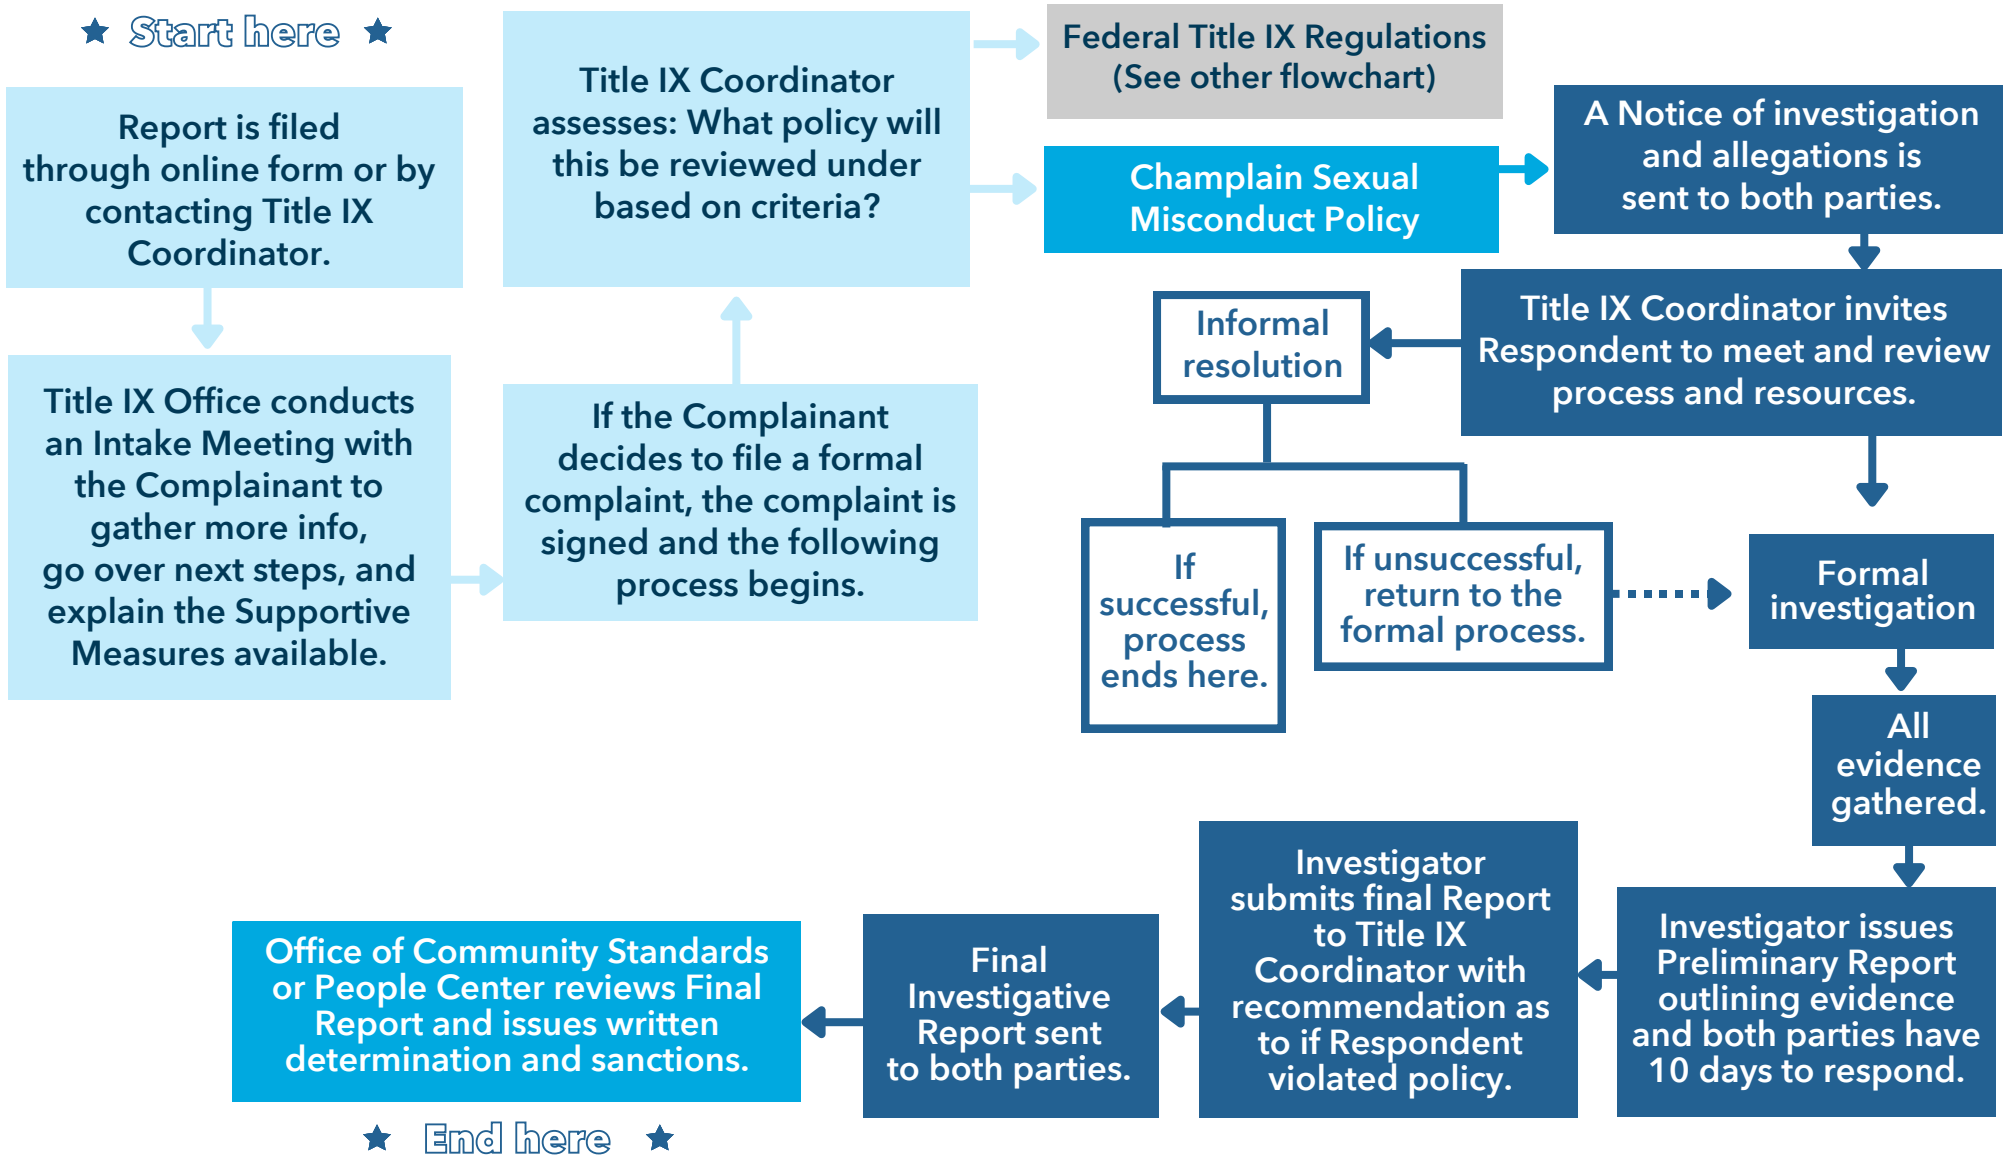 Start here
Report is filed
through online form or by
contacting Title IX
Coordinator.
Title IX Office conducts
an Intake Meeting with
the Complainant to
gather more info,
go over next steps, and
explain the Supportive
Measures available.
If the Complainant
decides to file a formal
complaint, the complaint is
signed and the following
process begins.
Title IX Coordinator
assesses: What policy will
this be reviewed under
based on criteria?
Federal Title IX Regulations
(See other flowchart)
Champlain Sexual
Misconduct Policy
A Notice of investigation
and allegations is
sent to both parties.
Title IX Coordinator invites
Respondent to meet and review
process and resources.
Informal
resolution
If
successful,
process
ends here.
If unsuccessful,
return to the
formal process.
Formal
investigation
All
evidence
gathered.
Investigator issues
Preliminary Report
outlining evidence
and both parties have
10 days to respond.
Investigator
submits final Report
to Title IX
Coordinator with
recommendation as
to if Respondent
violated policy.
Final
Investigative
Report sent
to both parties.
Office of Community Standards
or People Center reviews Final
Report and issues written
determination and sanctions.
End here